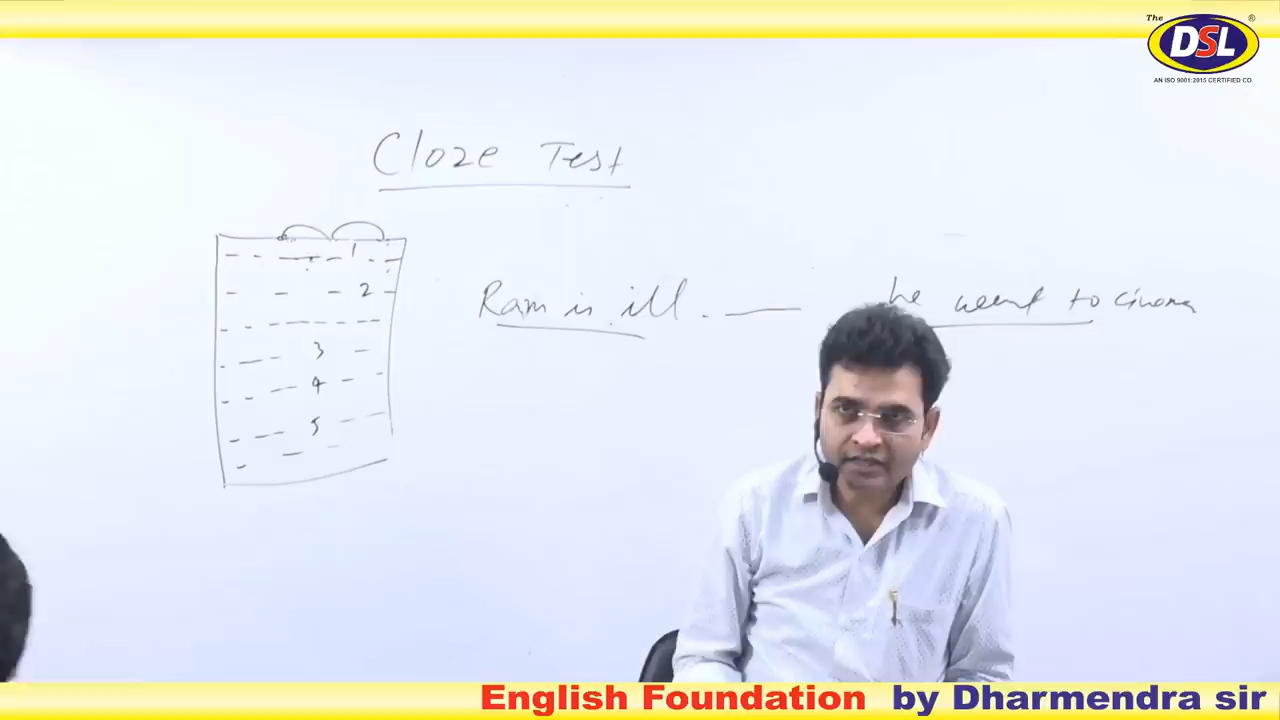 The
DSL
®
AN ISO 9001:2015 CERTIFIED CO.
Cloze Test
1
2
3
4
5
Ram is ill. ____ he went to cinema
English Foundation by Dharmendra sir